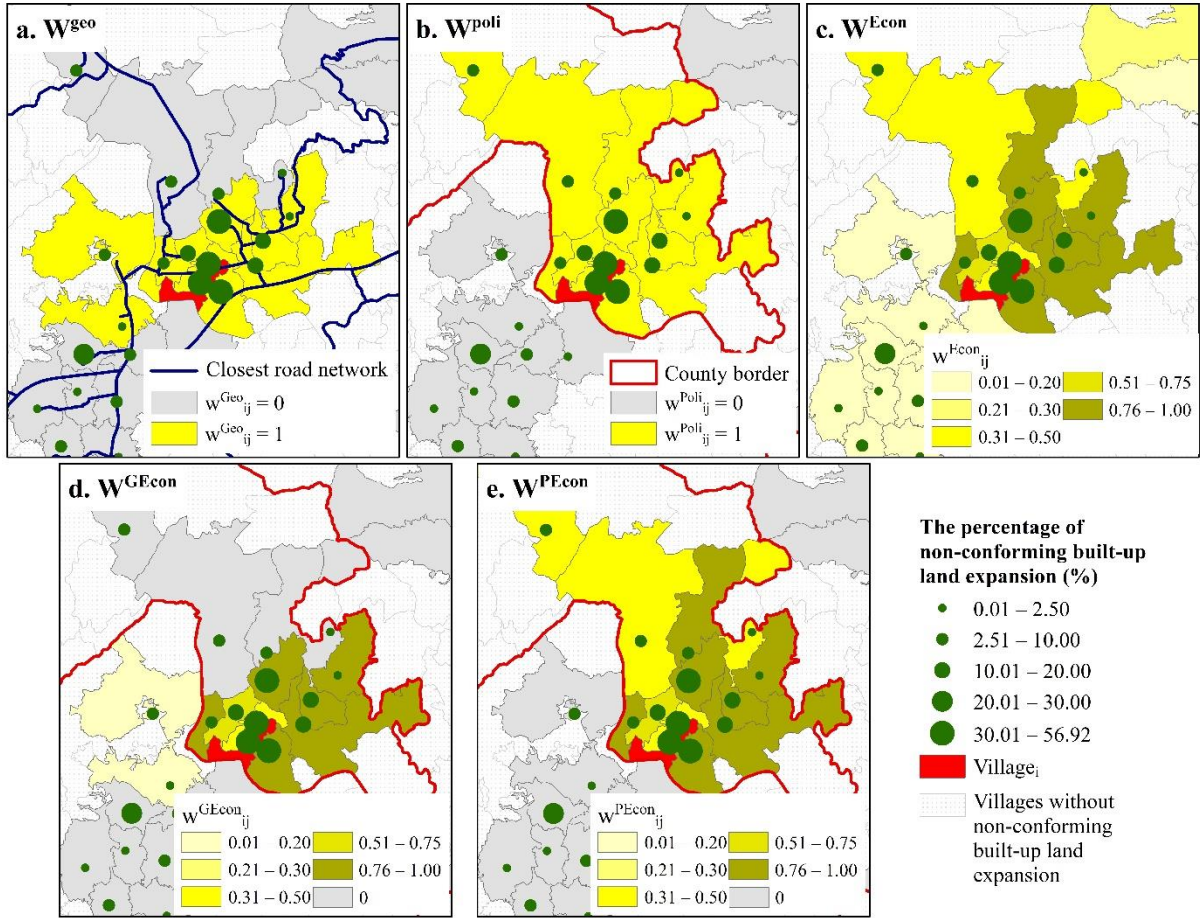 a. W^geo
Closest road network
w^Geo_ij = 0
w^Geo_ij = 1
b. W^poli
County border
w^Poli_ij = 0
w^Poli_ij = 1
c. W^Econ
w^Econ_ij
0.01 – 0.20
0.51 – 0.75
0.21 – 0.30
0.76 – 1.00
0.31 – 0.50
d. W^GEcon
w^GEcon_ij
0.01 – 0.20
0.51 – 0.75
0.21 – 0.30
0.76 – 1.00
0.31 – 0.50
0
e. W^PEcon
w^PEcon_ij
0.01 – 0.20
0.51 – 0.75
0.21 – 0.30
0.76 – 1.00
0.31 – 0.50
0
The percentage of
non-conforming built-up
land expansion (%)
0.01 – 2.50
2.51 – 10.00
10.01 – 20.00
20.01 – 30.00
30.01 – 56.92
Village_i
Villages without
non-conforming
built-up land
expansion